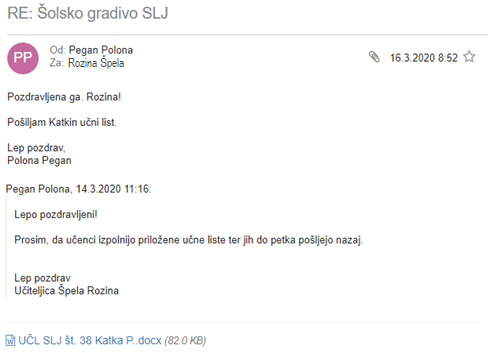 RE: Šolsko gradivo SLJ
PP
Od: Pegan Polona
Za: Rozina Špela
16.3.2020 8:52
Pozdravljena ga. Rozina!
Pošiljam Katkin učni list.
Lep pozdrav,
Polona Pegan
Pegan Polona, 14.3.2020 11:16:
Lepo pozdravljeni!
Prosim, da učenci izpolnijo priložene učne liste ter jih do petka pošljejo nazaj.
Lep pozdrav
Učiteljica Špela Rozina
UČL SLJ št. 38 Katka P..docx (82.0 KB)